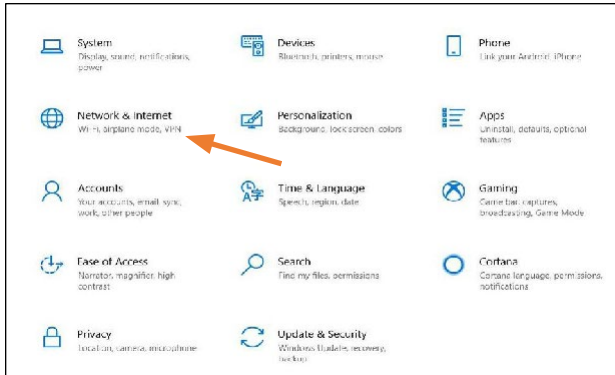 System
Display, sound, notifications,
power
Devices
Bluetooth, printers, mouse
Phone
Link your Android, iPhone
Network & Internet
Wi-Fi, airplane mode, VPN
Personalization
Background, lock screen, colors
Apps
Uninstall, defaults, optional
features
Accounts
Your accounts, email, sync,
work, other people
Time & Language
Speech, region, date
Gaming
Game bar, captures,
broadcasting, Game Mode
Ease of Access
Narrator, magnifier, high
contrast
Search
Find my files, permissions
Cortana
Cortana language, permissions,
notifications
Privacy
Location, camera, microphone
Update & Security
Windows Update, recovery,
backup